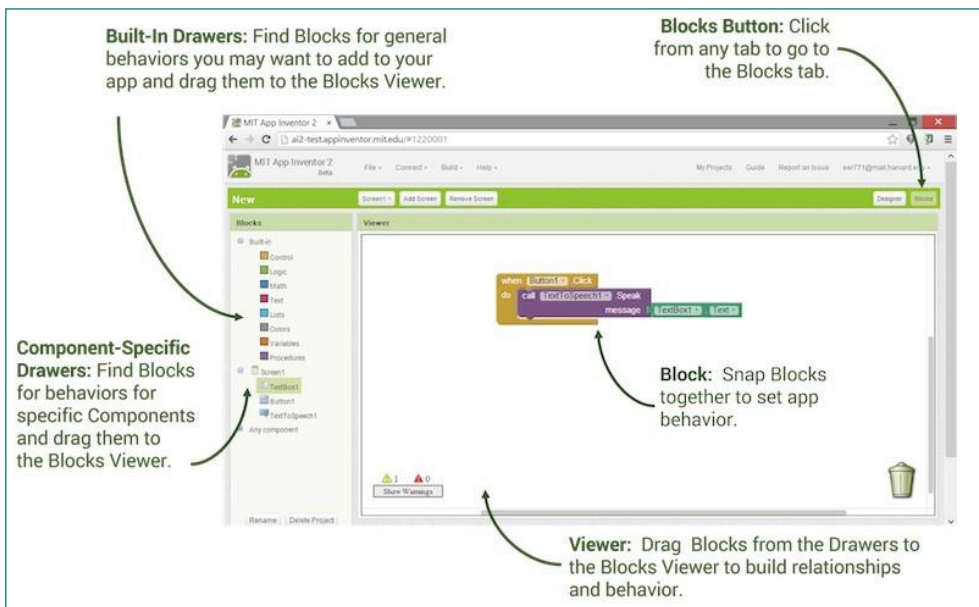 Built-In Drawers: Find Blocks for general
behaviors you may want to add to your
app and drag them to the Blocks Viewer.
Blocks Button: Click
from any tab to go to
the Blocks tab.
MIT App Inventor 2
ai2-test.appinventor.mit.edu/#1220001
MIT App Inventor 2
Beta
File
Connect
Build
Help
My Projects
Guide
Report an Issue
New
Screen1
Add Screen
Remove Screen
Designer
Blocks
Blocks
Viewer
Built-in
Control
Logic
Math
Text
Lists
Colors
Variables
Procedures
Screen1
TextBox1
Button1
TextToSpeech1
Any component
Rename
Delete Project
when Button1 .Click
do call TextToSpeech1 .Speak
message TextBox1 . Text
Component-Specific
Drawers: Find Blocks
for behaviors for
specific Components
and drag them to
the Blocks Viewer.
Block: Snap Blocks
together to set app
behavior.
1 0
Show Warnings
Viewer: Drag Blocks from the Drawers to
the Blocks Viewer to build relationships
and behavior.